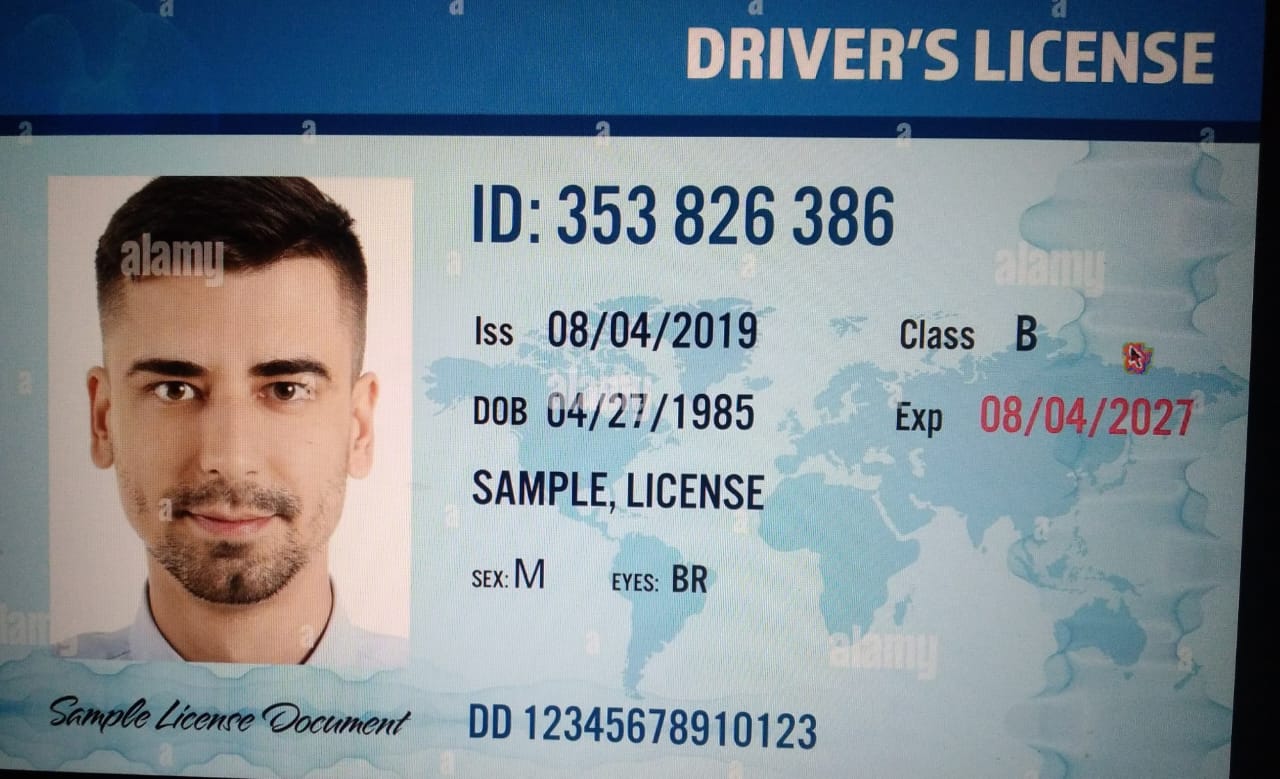 DRIVER'S LICENSE
ID: 353 826 386
Iss 08/04/2019 Class B
DOB 04/27/1985 Exp 08/04/2027
SAMPLE, LICENSE
SEX: M EYES: BR
Sample License Document
DD 12345678910123
alamy
alamy
alamy
alamy